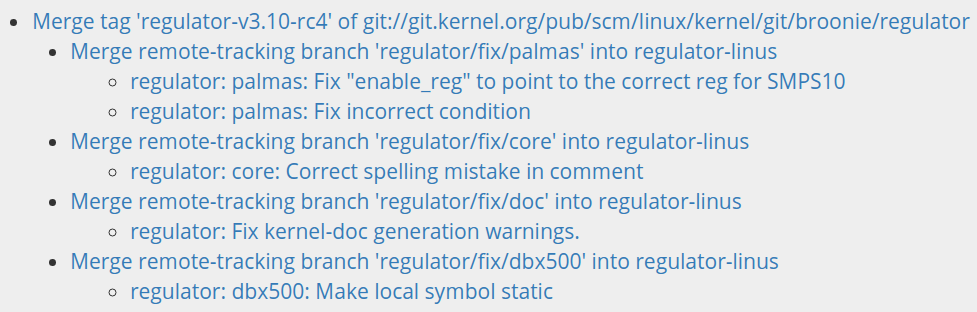 Merge tag 'regulator-v3.10-rc4' of git://git.kernel.org/pub/scm/linux/kernel/git/broonie/regulator
Merge remote-tracking branch 'regulator/fix/palmas' into regulator-linus
regulator: palmas: Fix "enable_reg" to point to the correct reg for SMPS10
regulator: palmas: Fix incorrect condition
Merge remote-tracking branch 'regulator/fix/core' into regulator-linus
regulator: core: Correct spelling mistake in comment
Merge remote-tracking branch 'regulator/fix/doc' into regulator-linus
regulator: Fix kernel-doc generation warnings.
Merge remote-tracking branch 'regulator/fix/dbx500' into regulator-linus
regulator: dbx500: Make local symbol static